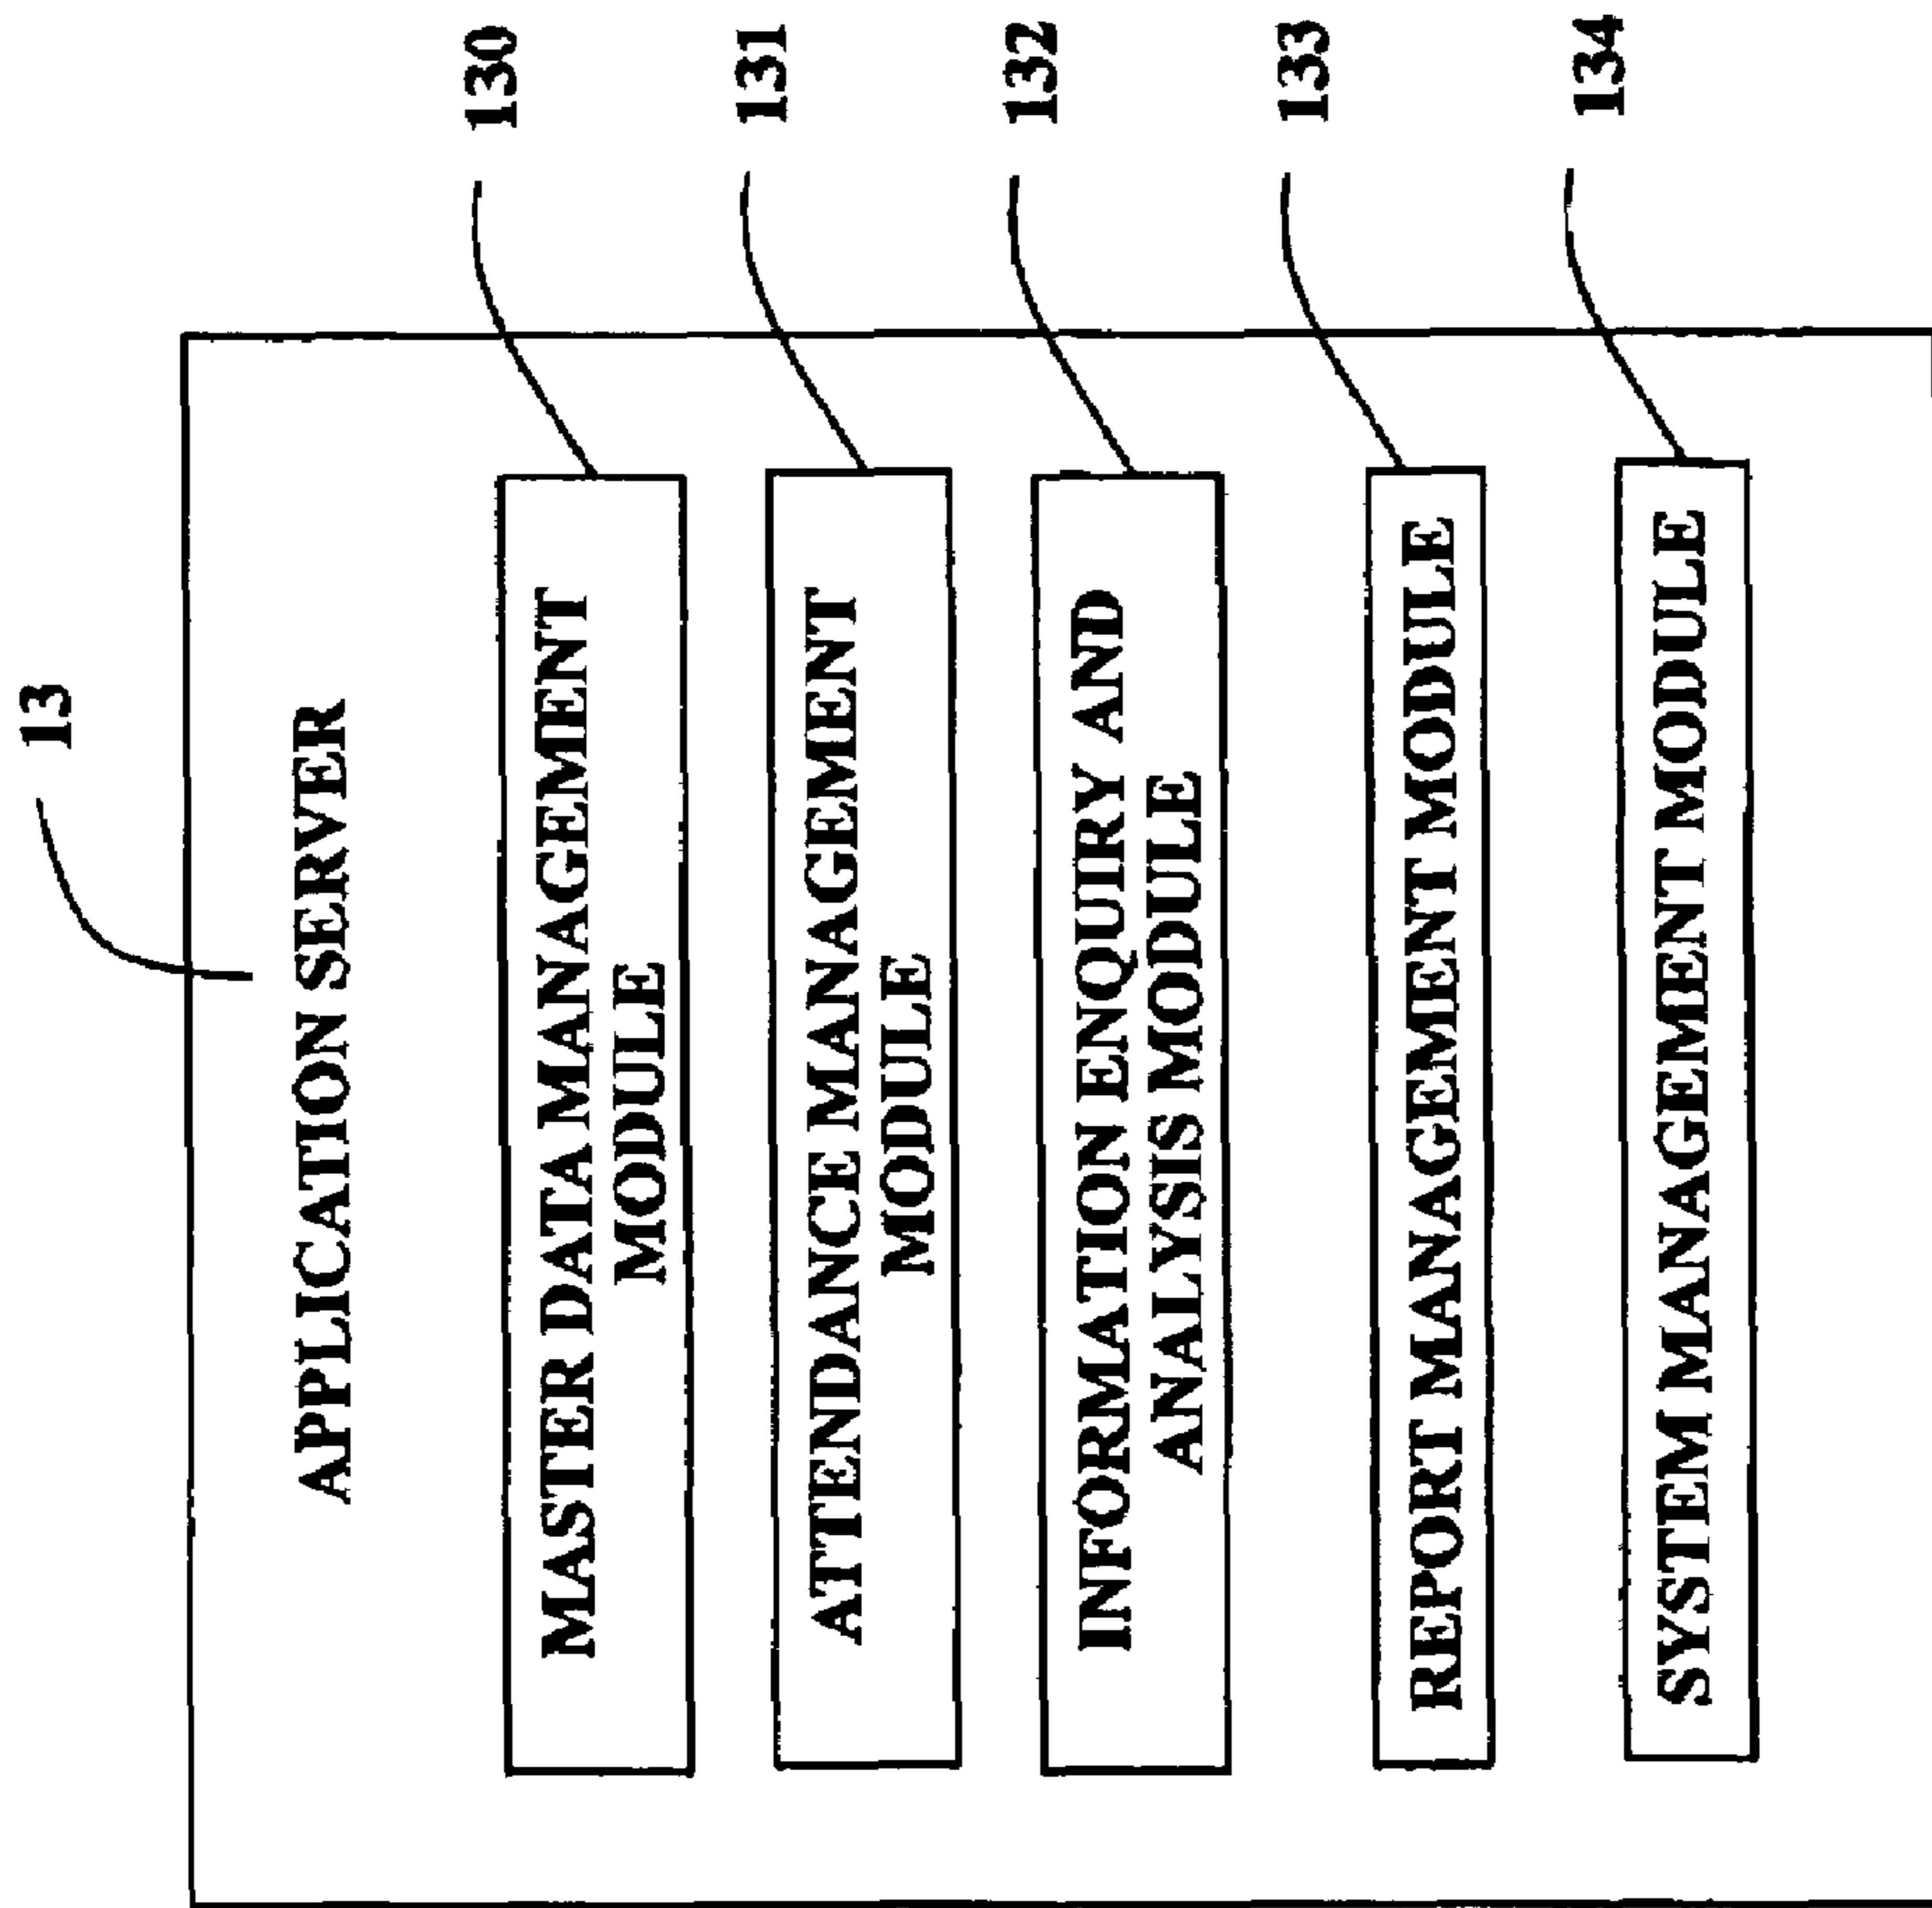 13
APPLICATION SERVER
MASTER DATA MANAGEMENT
MODULE
130
ATTENDANCE MANAGEMENT
MODULE
131
INFORMATION ENQUIRY AND
ANALYSIS MODULE
132
REPORT MANAGEMENT MODULE
133
SYSTEM MANAGEMENT MODULE
134